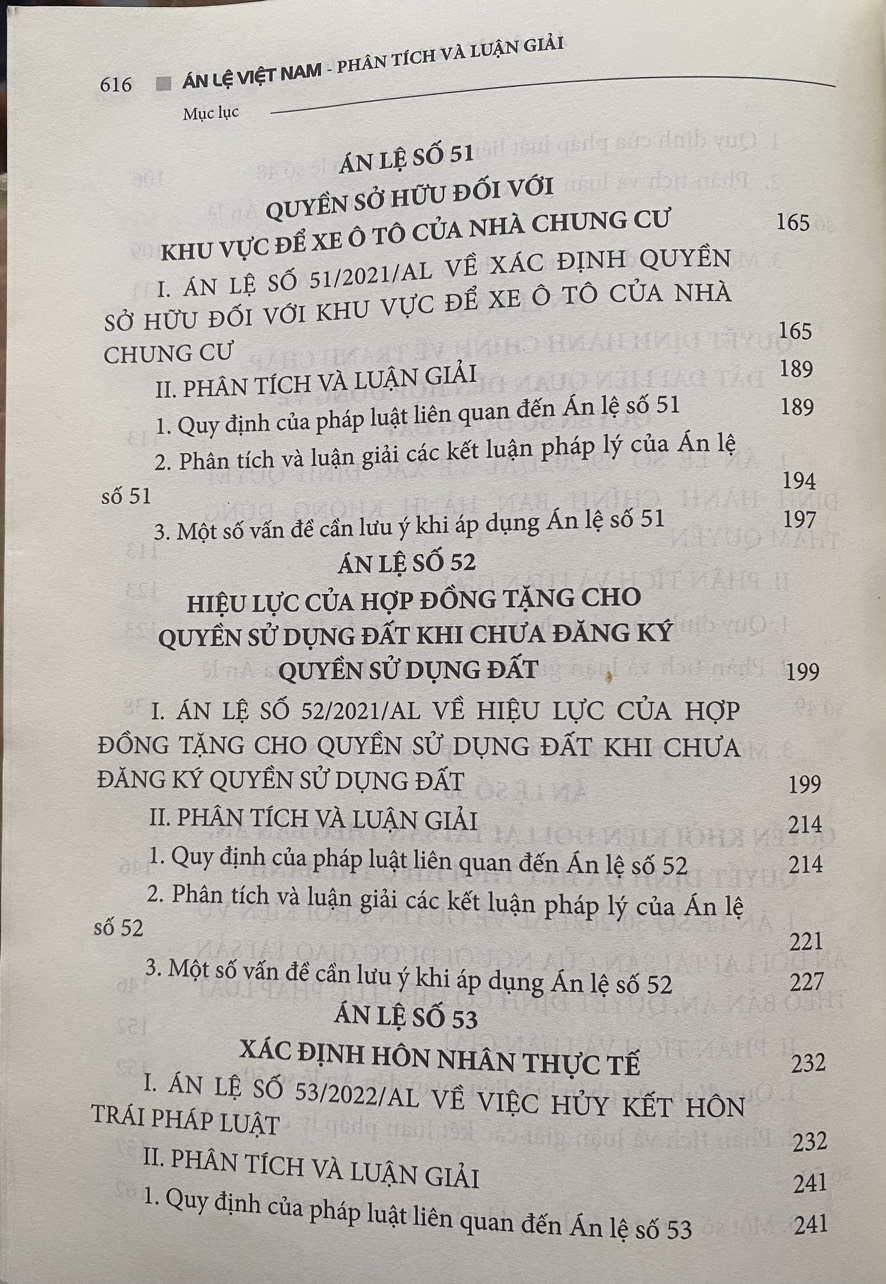 616 ÁN LỆ VIỆT NAM - PHÂN TÍCH VÀ LUẬN GIẢI
Mục lục
ÁN LỆ SỐ 51
QUYỀN SỞ HỮU ĐỐI VỚI
KHU VỰC ĐỂ XE Ô TÔ CỦA NHÀ CHUNG CƯ 165
I. ÁN LỆ SỐ 51/2021/AL VỀ XÁC ĐỊNH QUYỀN
SỞ HỮU ĐỐI VỚI KHU VỰC ĐỂ XE Ô TÔ CỦA NHÀ
CHUNG CƯ 165
II. PHÂN TÍCH VÀ LUẬN GIẢI 189
1. Quy định của pháp luật liên quan đến Án lệ số 51 189
2. Phân tích và luận giải các kết luận pháp lý của Án lệ
số 51 194
3. Một số vấn đề cần lưu ý khi áp dụng Án lệ số 51 197
ÁN LỆ SỐ 52
HIỆU LỰC CỦA HỢP ĐỒNG TẶNG CHO
QUYỀN SỬ DỤNG ĐẤT KHI CHƯA ĐĂNG KÝ
QUYỀN SỬ DỤNG ĐẤT 199
I. ÁN LỆ SỐ 52/2021/AL VỀ HIỆU LỰC CỦA HỢP
ĐỒNG TẶNG CHO QUYỀN SỬ DỤNG ĐẤT KHI CHƯA
ĐĂNG KÝ QUYỀN SỬ DỤNG ĐẤT 199
II. PHÂN TÍCH VÀ LUẬN GIẢI 214
1. Quy định của pháp luật liên quan đến Án lệ số 52 214
2. Phân tích và luận giải các kết luận pháp lý của Án lệ
số 52 221
3. Một số vấn đề cần lưu ý khi áp dụng Án lệ số 52 227
ÁN LỆ SỐ 53
XÁC ĐỊNH HÔN NHÂN THỰC TẾ 232
I. ÁN LỆ SỐ 53/2022/AL VỀ VIỆC HỦY KẾT HÔN
TRÁI PHÁP LUẬT 232
II. PHÂN TÍCH VÀ LUẬN GIẢI 241
1. Quy định của pháp luật liên quan đến Án lệ số 53 241